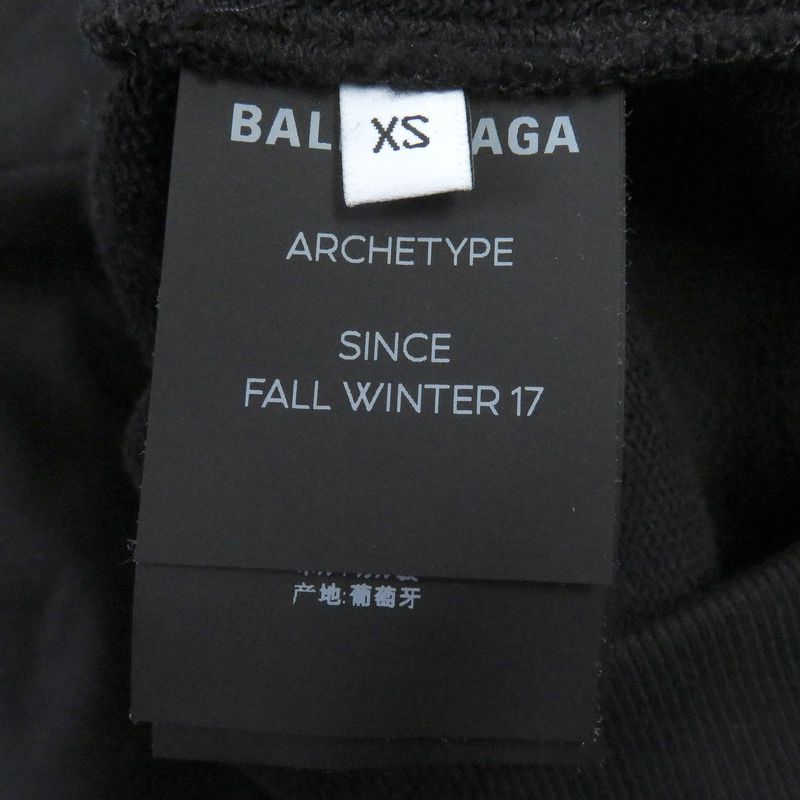 BAL AGA
XS
ARCHETYPE
SINCE
FALL WINTER 17
产地:葡萄牙